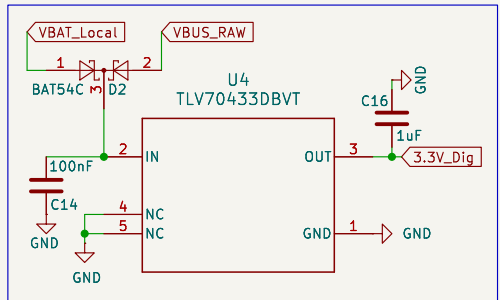 VBAT_Local
VBUS_RAW
1
2
BAT54C
3
D2
U4
TLV70433DBVT
GND
C16
1uF
100nF
2
IN
OUT
3
3.3V_Dig
C14
4
NC
5
NC
GND
1
GND
GND
GND